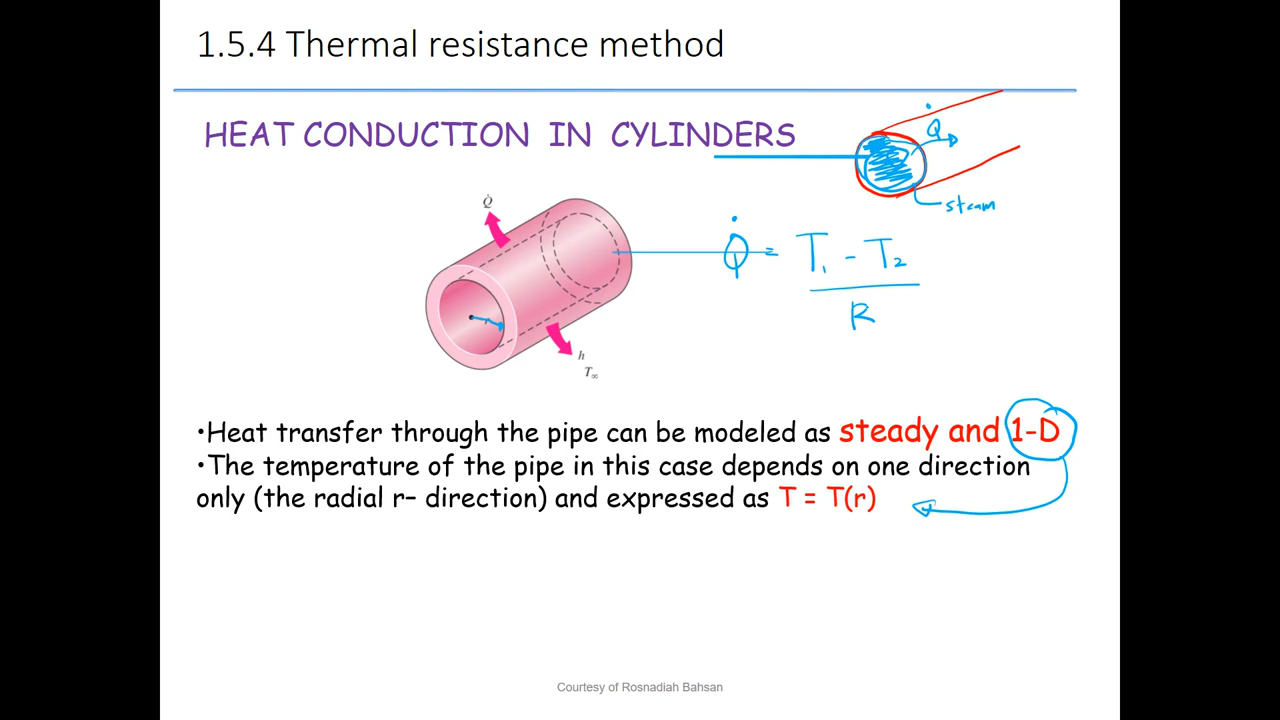 1.5.4 Thermal resistance method
HEAT CONDUCTION IN CYLINDERS
Q̇
steam
Q̇
Q̇ = T₁ - T₂
R
r
h
T∞
•Heat transfer through the pipe can be modeled as steady and 1-D
•The temperature of the pipe in this case depends on one direction
only (the radial r– direction) and expressed as T = T(r)
Courtesy of Rosnadiah Bahsan